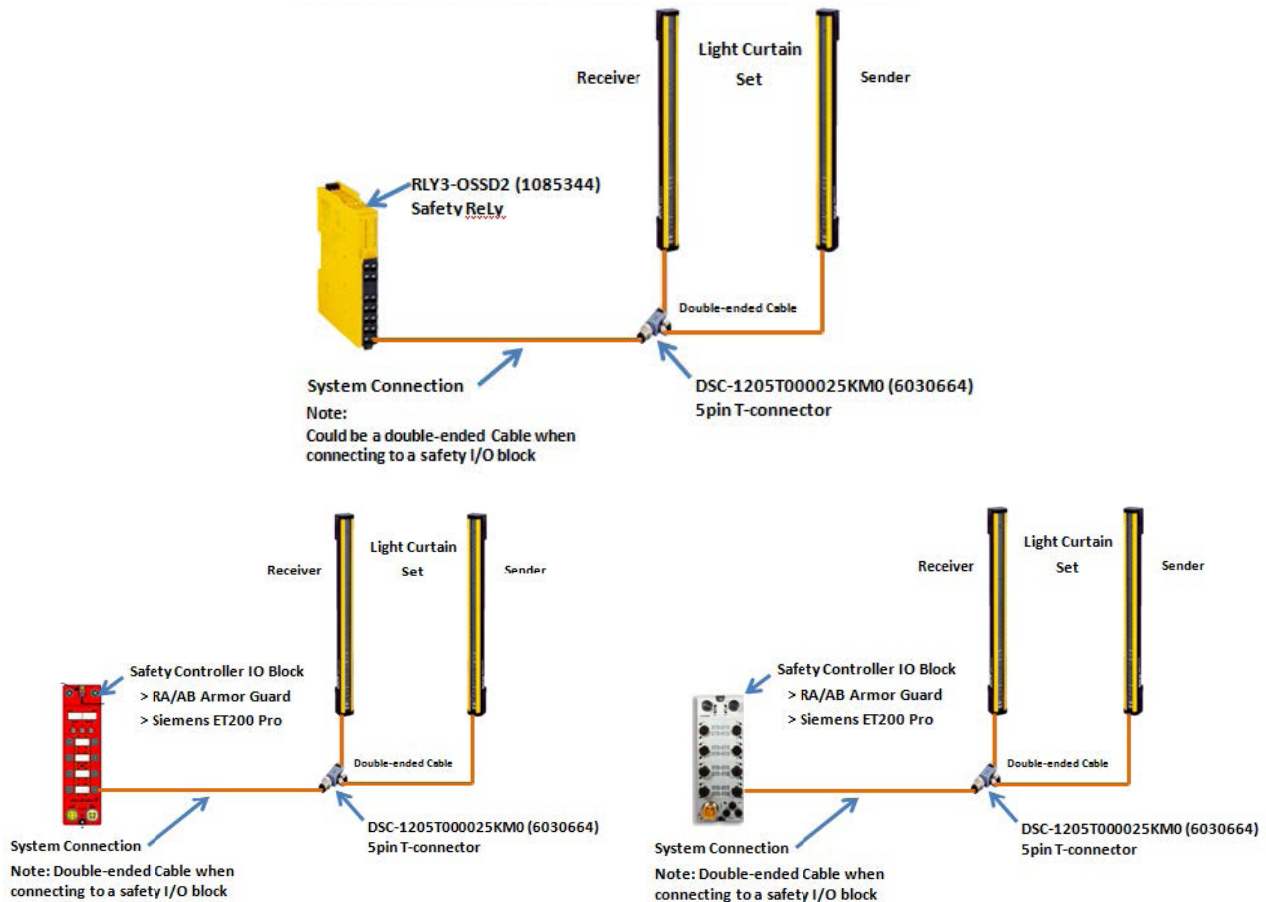 Light Curtain
Set
Receiver
Sender
RLY3-OSSD2 (1085344)
Safety ReLy
Double-ended Cable
System Connection
Note:
Could be a double-ended Cable when
connecting to a safety I/O block
DSC-1205T000025KM0 (6030664)
5pin T-connector
Light Curtain
Set
Receiver
Sender
Safety Controller IO Block
> RA/AB Armor Guard
> Siemens ET200 Pro
Double-ended Cable
DSC-1205T000025KM0 (6030664)
5pin T-connector
System Connection
Note: Double-ended Cable when
connecting to a safety I/O block
Light Curtain
Set
Receiver
Sender
Safety Controller IO Block
> RA/AB Armor Guard
> Siemens ET200 Pro
Double-ended Cable
DSC-1205T000025KM0 (6030664)
5pin T-connector
System Connection
Note: Double-ended Cable when
connecting to a safety I/O block